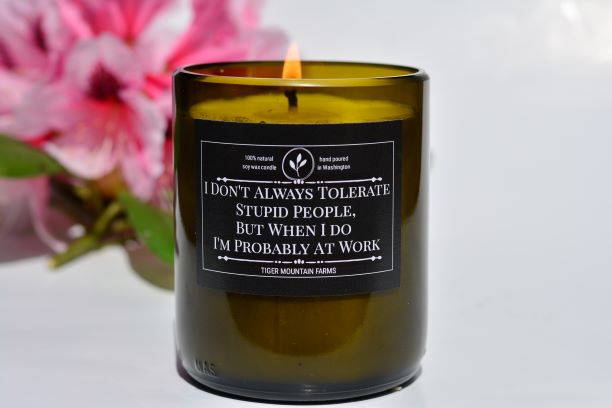 100% natural
soy wax candle
hand poured
in Washington
I Don't Always Tolerate
Stupid People,
But When I do
I'm Probably At Work
TIGER MOUNTAIN FARMS